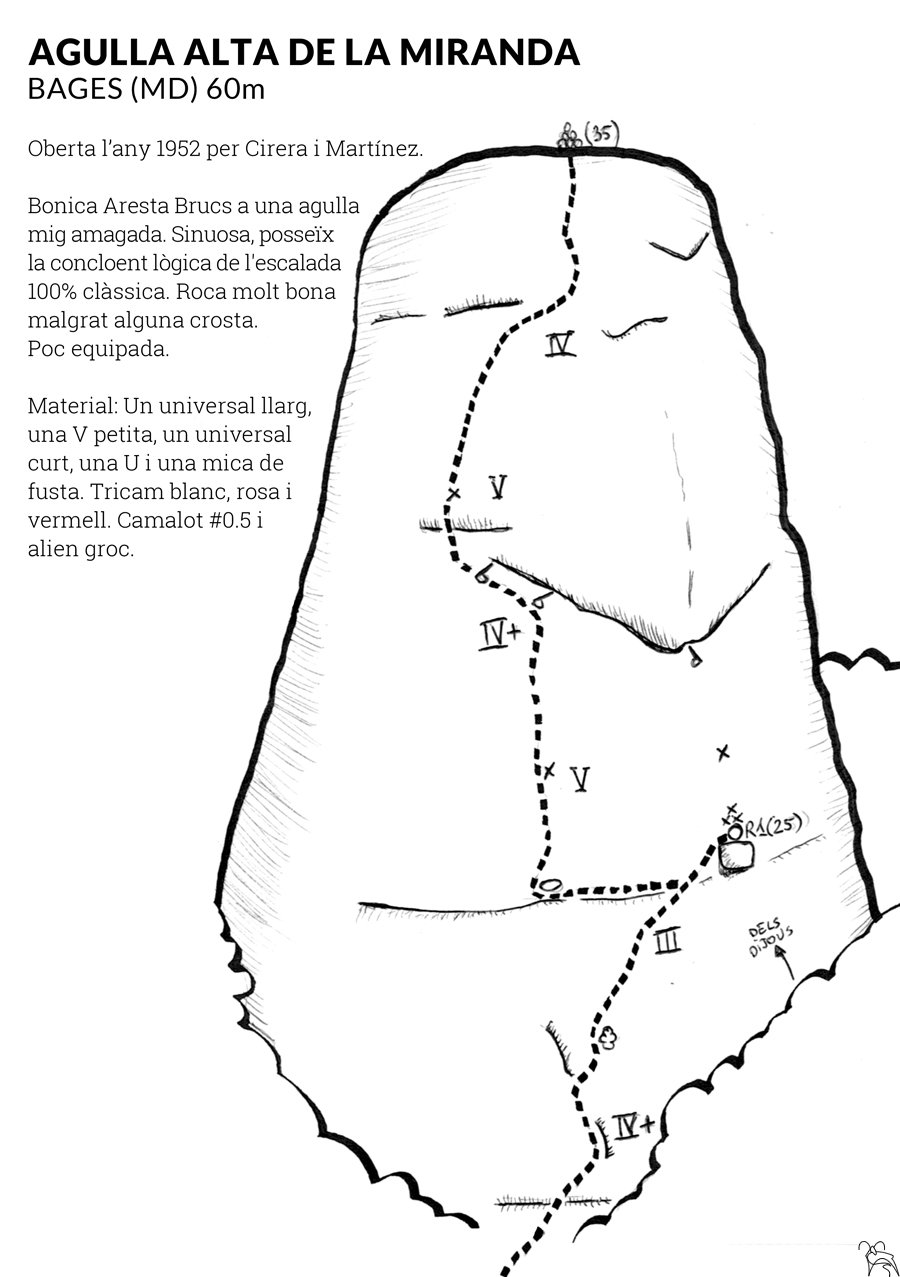 AGULLA ALTA DE LA MIRANDA
BAGES (MD) 60m
Oberta l’any 1952 per Cirera i Martínez.
Bonica Aresta Brucs a una agulla
mig amagada. Sinuosa, posseïx
la concloent lògica de l'escalada
100% clàssica. Roca molt bona
malgrat alguna crosta.
Poc equipada.
Material: Un universal llarg,
una V petita, un universal
curt, una U i una mica de
fusta. Tricam blanc, rosa i
vermell. Camalot #0.5 i
alien groc.
(35)
IV
V
IV+
V
R1(25)
III
DELS
DIJOUS
IV+